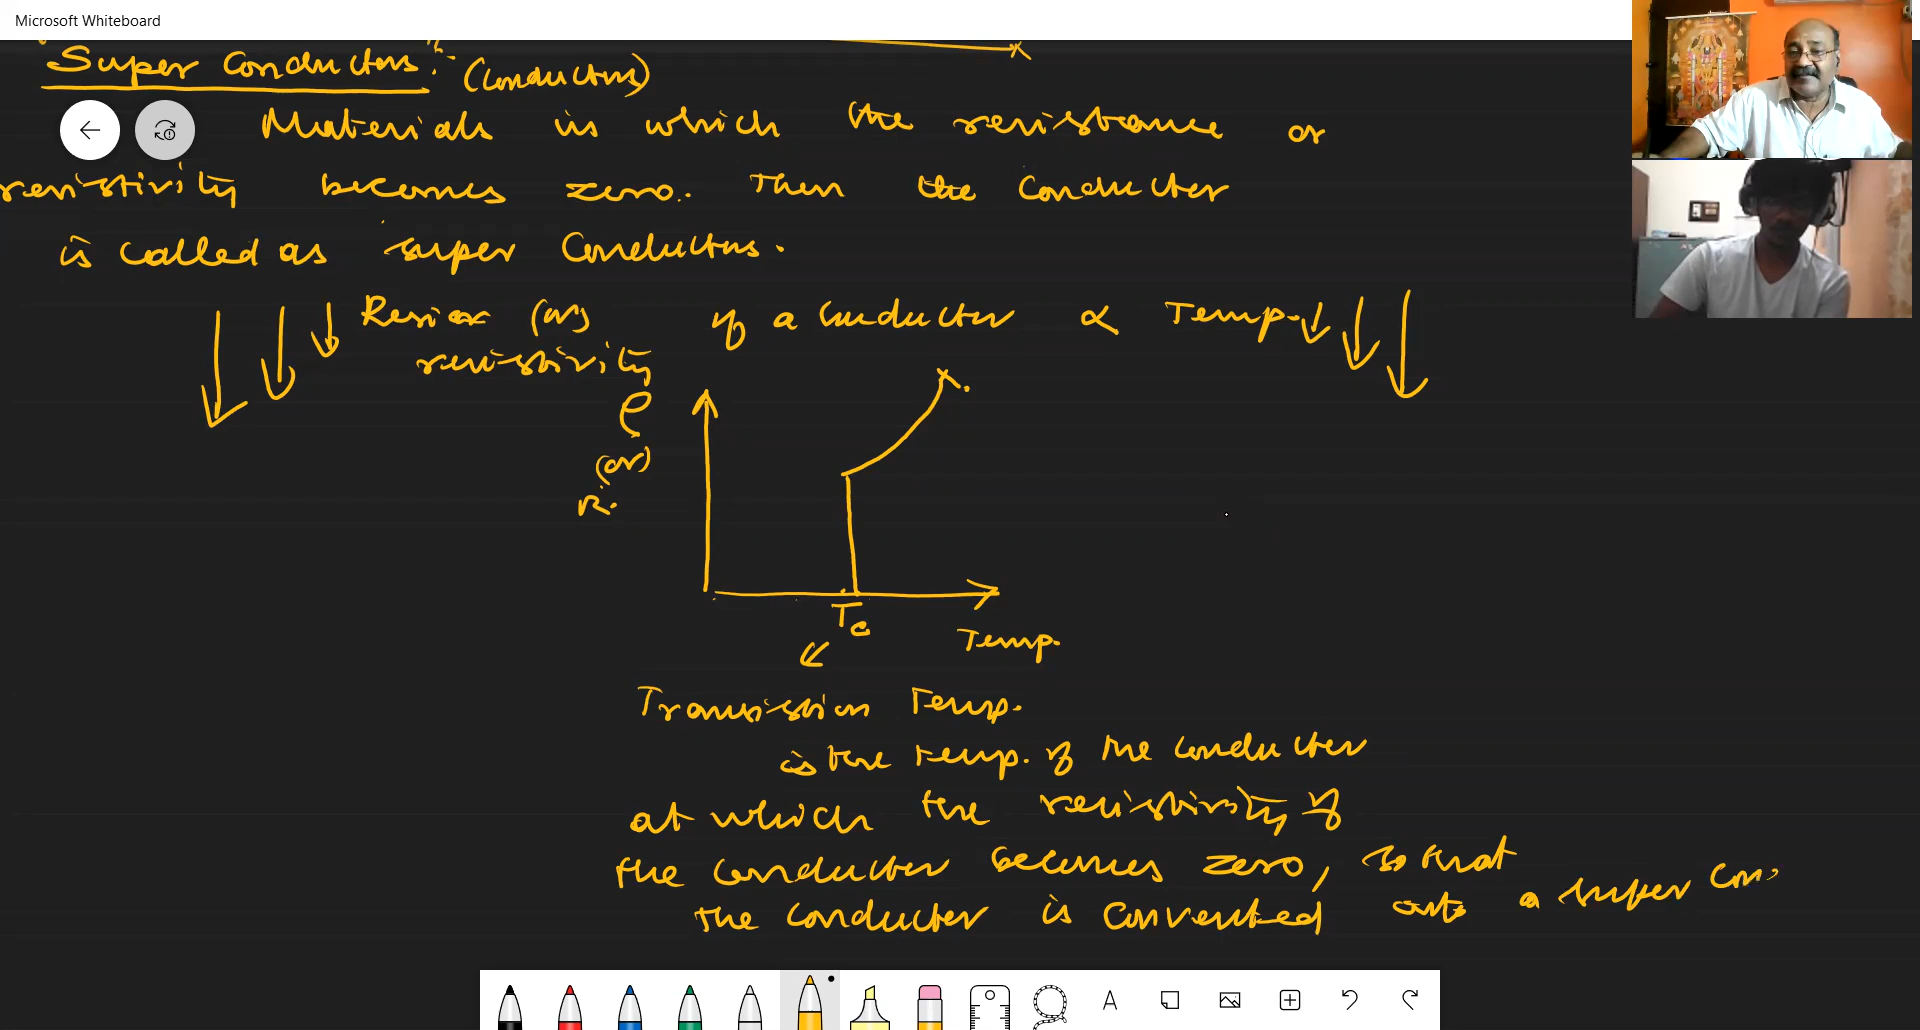 Microsoft Whiteboard
Super Conductors:- (Conductors)
Materials in which the resistance or
resistivity becomes zero. Then the Conductor
is called as super Conductors.
(or) of a Conductor ∝ Temp.
resistivity
ρ
(or)
R.
Tc
Temp.
Transisstion Temp.
is the temp. of the conductor
at which the resistivity of
the conductor becomes zero, so that
the conductor is converted into a super Con.
A